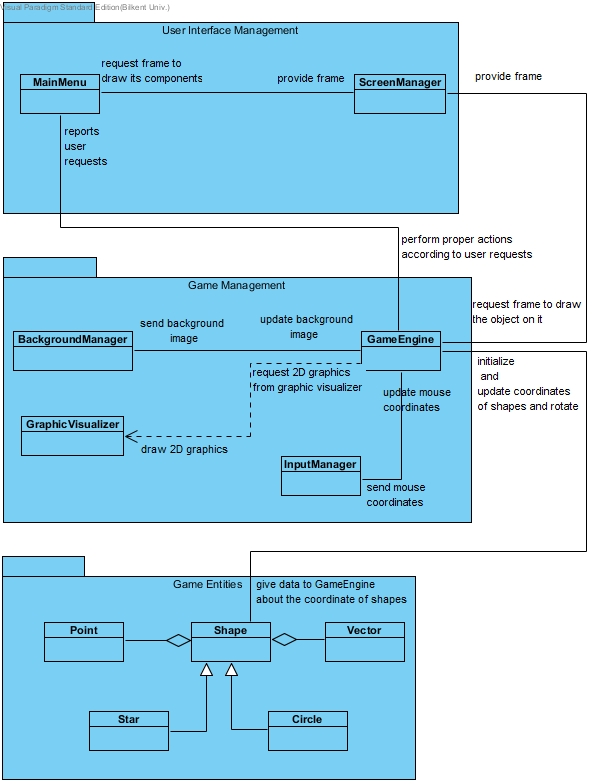 Visual Paradigm Standard Edition(Bilkent Univ.)
User Interface Management
request frame to
draw its components
provide frame
provide frame
MainMenu
ScreenManager
reports
user
requests
perform proper actions
according to user requests
Game Management
request frame to draw
the object on it
send background
image
update background
image
BackgroundManager
GameEngine
initialize
and
update coordinates
of shapes and rotate
request 2D graphics
from graphic visualizer
update mouse
coordinates
GraphicVisualizer
draw 2D graphics
InputManager
send mouse
coordinates
Game Entities
give data to GameEngine
about the coordinate of shapes
Point
Shape
Vector
Star
Circle